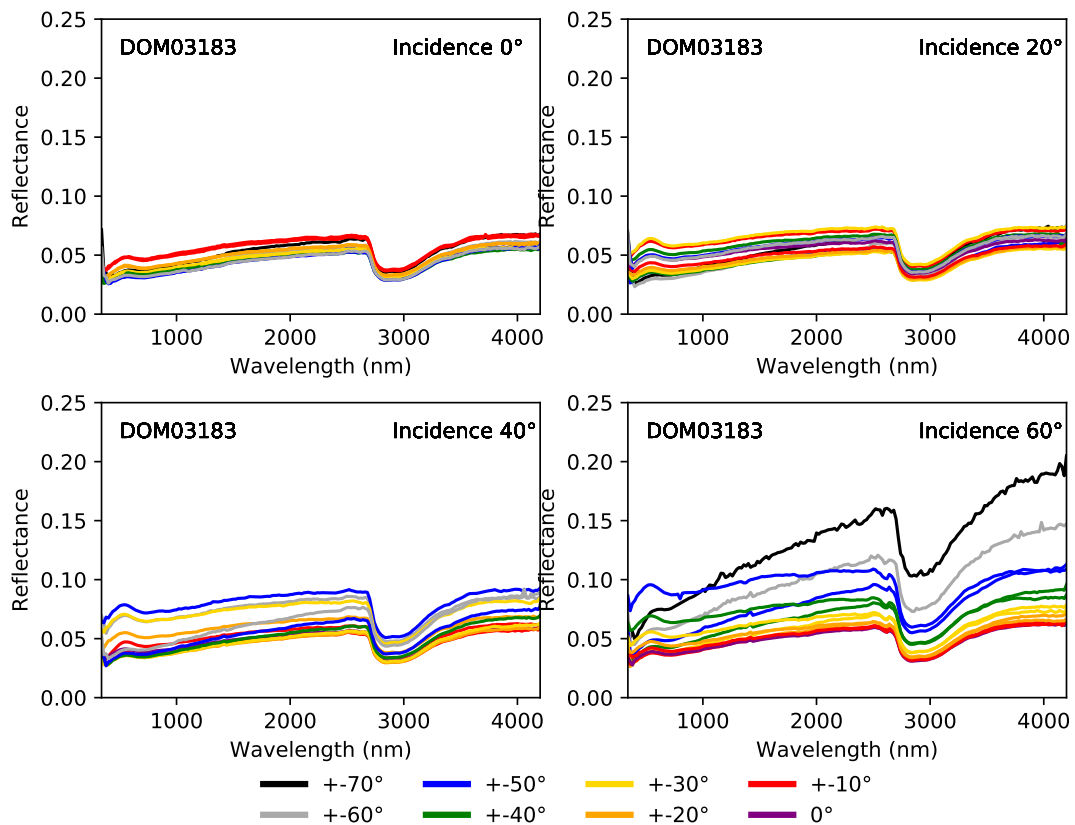 0.25 0.25
DOM03183 Incidence 0° DOM03183 Incidence 20°
0.20 0.20
0.15 0.15
Reflectance Reflectance
0.10 0.10
0.05 0.05
0.00 0.00
1000 2000 3000 4000 1000 2000 3000 4000
Wavelength (nm) Wavelength (nm)
0.25 0.25
DOM03183 Incidence 40° DOM03183 Incidence 60°
0.20 0.20
0.15 0.15
Reflectance Reflectance
0.10 0.10
0.05 0.05
0.00 0.00
1000 2000 3000 4000 1000 2000 3000 4000
Wavelength (nm) Wavelength (nm)
+-70° +-50° +-30° +-10°
+-60° +-40° +-20° 0°